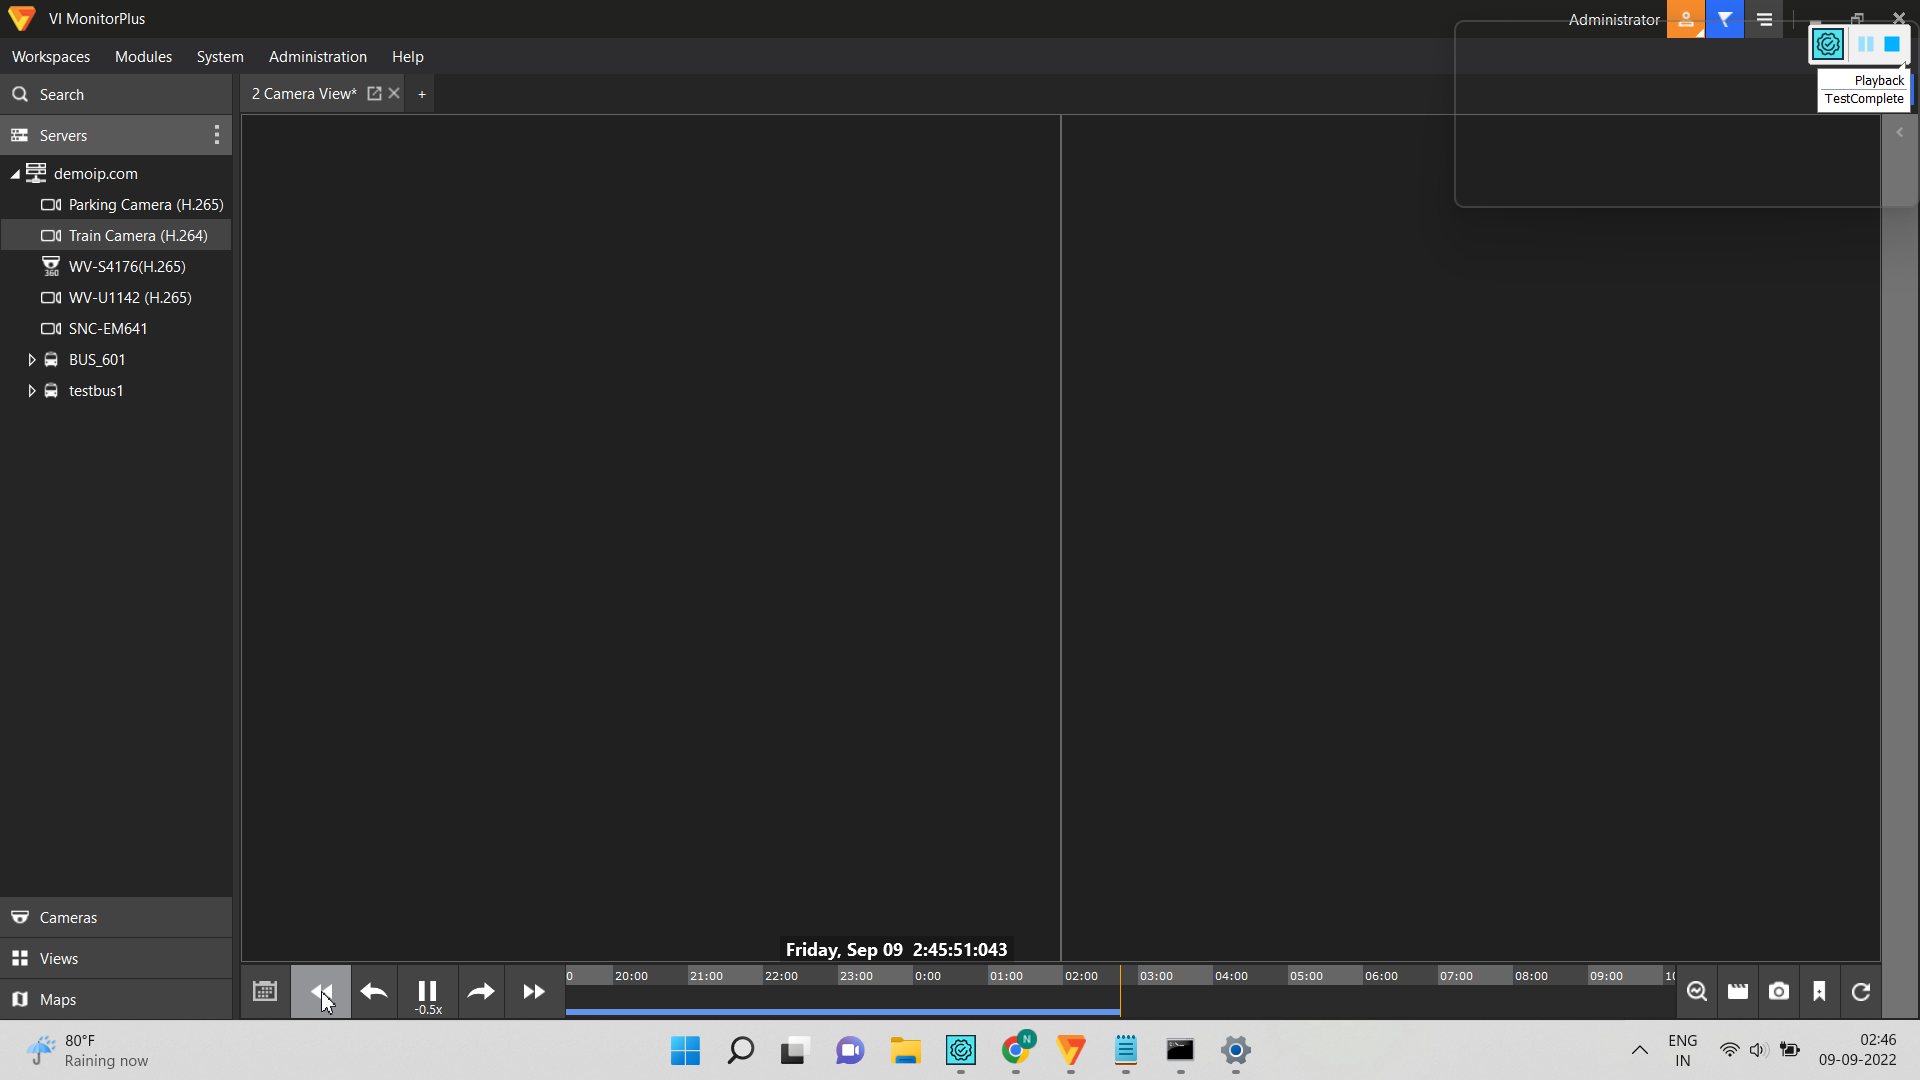 VI MonitorPlus
Administrator
Workspaces Modules System Administration Help
Playback
TestComplete
Search
2 Camera View* +
Servers
demoip.com
Parking Camera (H.265)
Train Camera (H.264)
360 WV-S4176(H.265)
WV-U1142 (H.265)
SNC-EM641
BUS_601
testbus1
Cameras
Views
Maps
Friday, Sep 09 2:45:51:043
0 20:00 21:00 22:00 23:00 0:00 01:00 02:00 03:00 04:00 05:00 06:00 07:00 08:00 09:00 10
-0.5x
80°F
Raining now
N
ENG
IN
02:46
09-09-2022